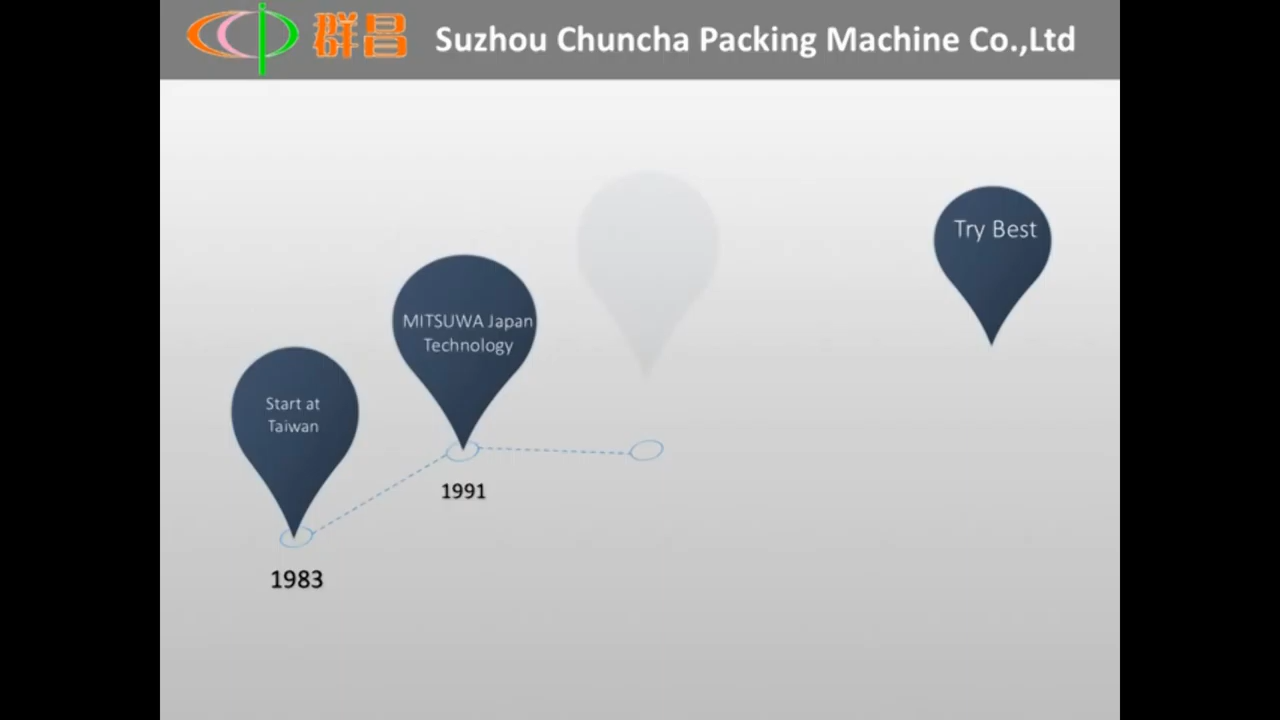 群昌 Suzhou Chuncha Packing Machine Co.,Ltd
Try Best
MITSUWA Japan
Technology
Start at
Taiwan
1991
1983